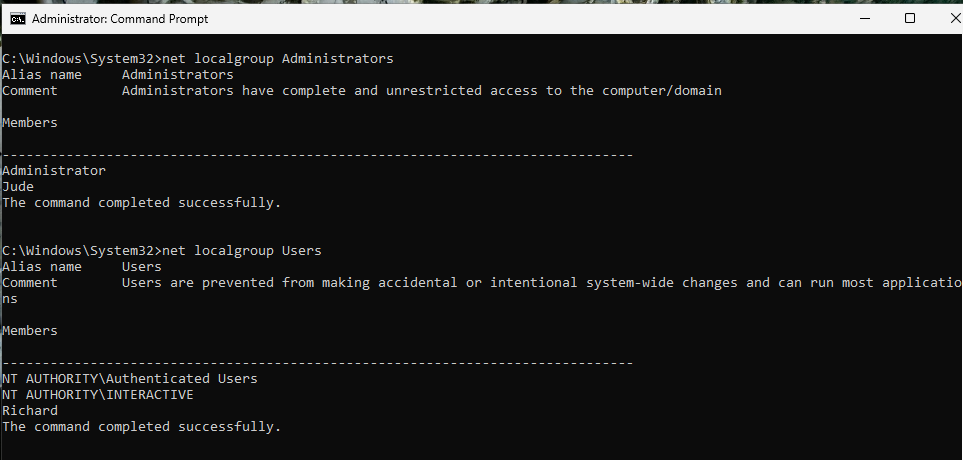 Administrator: Command Prompt
C:\Windows\System32>net localgroup Administrators
Alias name     Administrators
Comment        Administrators have complete and unrestricted access to the computer/domain
Members
-------------------------------------------------------------------------------
Administrator
Jude
The command completed successfully.
C:\Windows\System32>net localgroup Users
Alias name     Users
Comment        Users are prevented from making accidental or intentional system-wide changes and can run most applicatio
ns
Members
-------------------------------------------------------------------------------
NT AUTHORITY\Authenticated Users
NT AUTHORITY\INTERACTIVE
Richard
The command completed successfully.